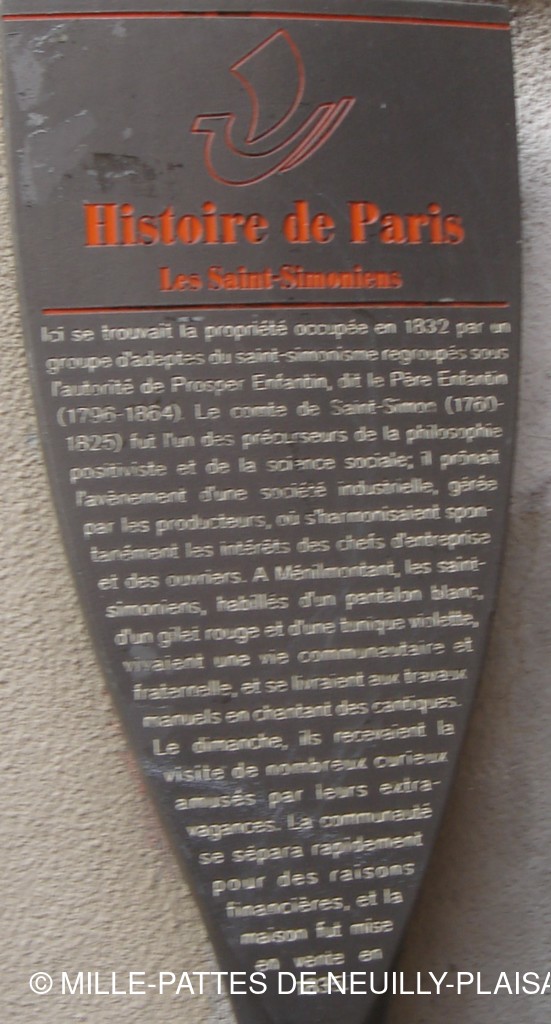 Histoire de Paris
Les Saint-Simoniens
Ici se trouvait la propriété occupée en 1832 par un
groupe d'adeptes du saint-simonisme regroupés sous
l'autorité de Prosper Enfantin, dit le Père Enfantin
(1796-1864). Le comte de Saint-Simon (1760-
1825) fut l'un des précurseurs de la philosophie
positiviste et de la science sociale; il prônait
l'avènement d'une société industrielle, gérée
par les producteurs, où s'harmonisaient spon-
tanément les intérêts des chefs d'entreprise
et des ouvriers. A Ménilmontant, les saint-
simoniens, habillés d'un pantalon blanc,
d'un gilet rouge et d'une tunique violette,
vivaient une vie communautaire et
fraternelle, et se livraient aux travaux
manuels en chantant des cantiques.
Le dimanche, ils recevaient la
visite de nombreux curieux
amusés par leurs extra-
vagances. La communauté
se sépara rapidement
pour des raisons
financières, et la
maison fut mise
en vente en
© MILLE-PATTES DE NEUILLY-PLAISA